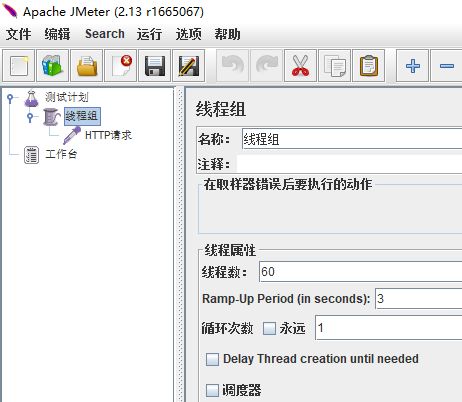 Apache JMeter (2.13 r1665067)
文件 编辑 Search 运行 选项 帮助
测试计划
线程组
HTTP请求
工作台
线程组
名称： 线程组
注释：
在取样器错误后要执行的动作
线程属性
线程数： 60
Ramp-Up Period (in seconds): 3
循环次数 永远 1
Delay Thread creation until needed
调度器